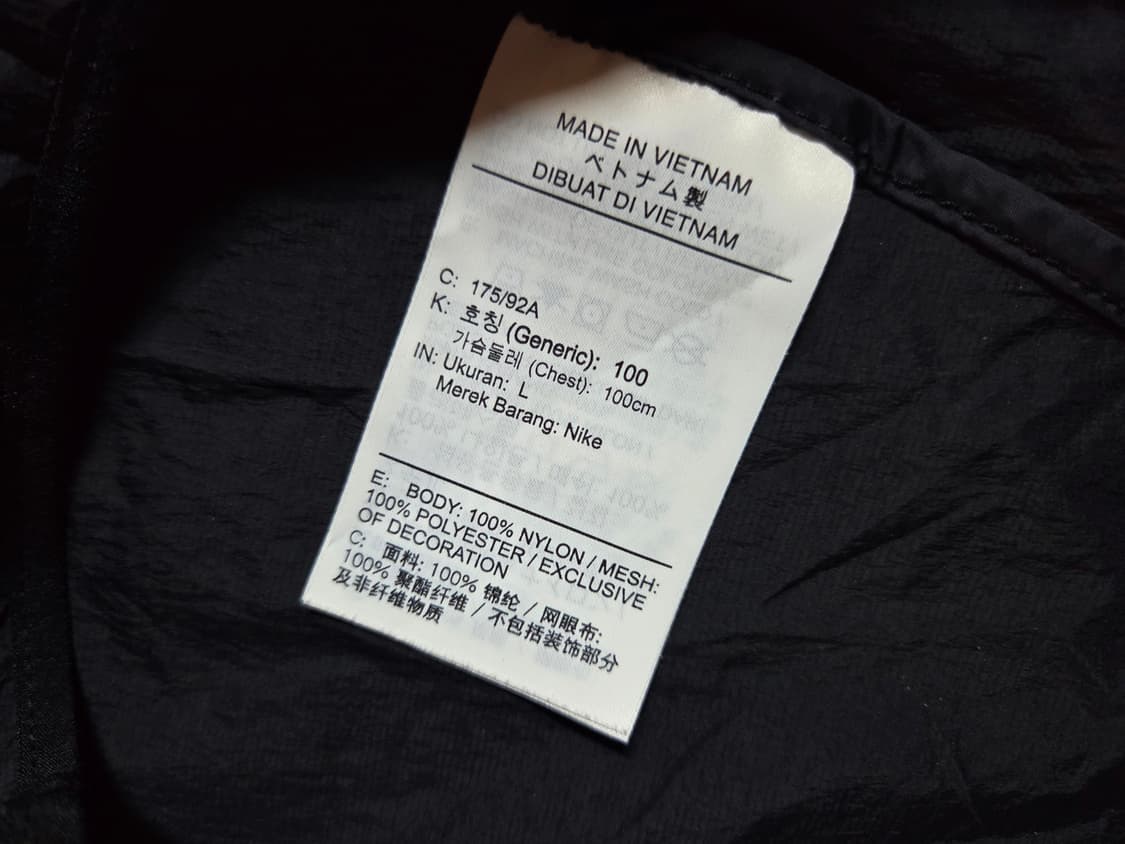 MADE IN VIETNAM
ベトナム製
DIBUAT DI VIETNAM
C: 175/92A
K: 호칭 (Generic): 100
가슴둘레 (Chest): 100cm
IN: Ukuran: L
Merek Barang: Nike
E: BODY: 100% NYLON / MESH:
100% POLYESTER / EXCLUSIVE
OF DECORATION
C: 面料: 100% 锦纶 / 网眼布:
100% 聚酯纤维 / 不包括装饰部分
及非纤维物质